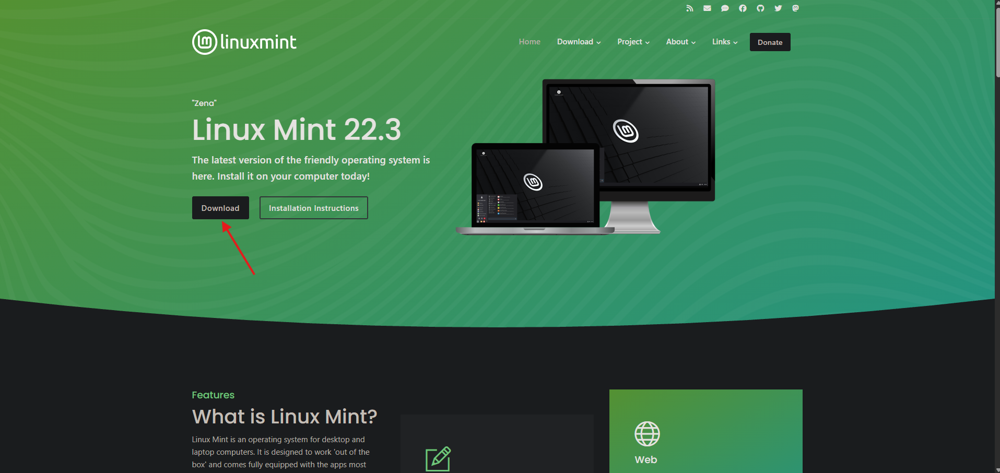 linuxmint
Home Download Project About Links Donate
"Zena"
Linux Mint 22.3
The latest version of the friendly operating system is
here. Install it on your computer today!
Download Installation Instructions
Features
What is Linux Mint?
Linux Mint is an operating system for desktop and
laptop computers. It is designed to work 'out of the
box' and comes fully equipped with the apps most
Web